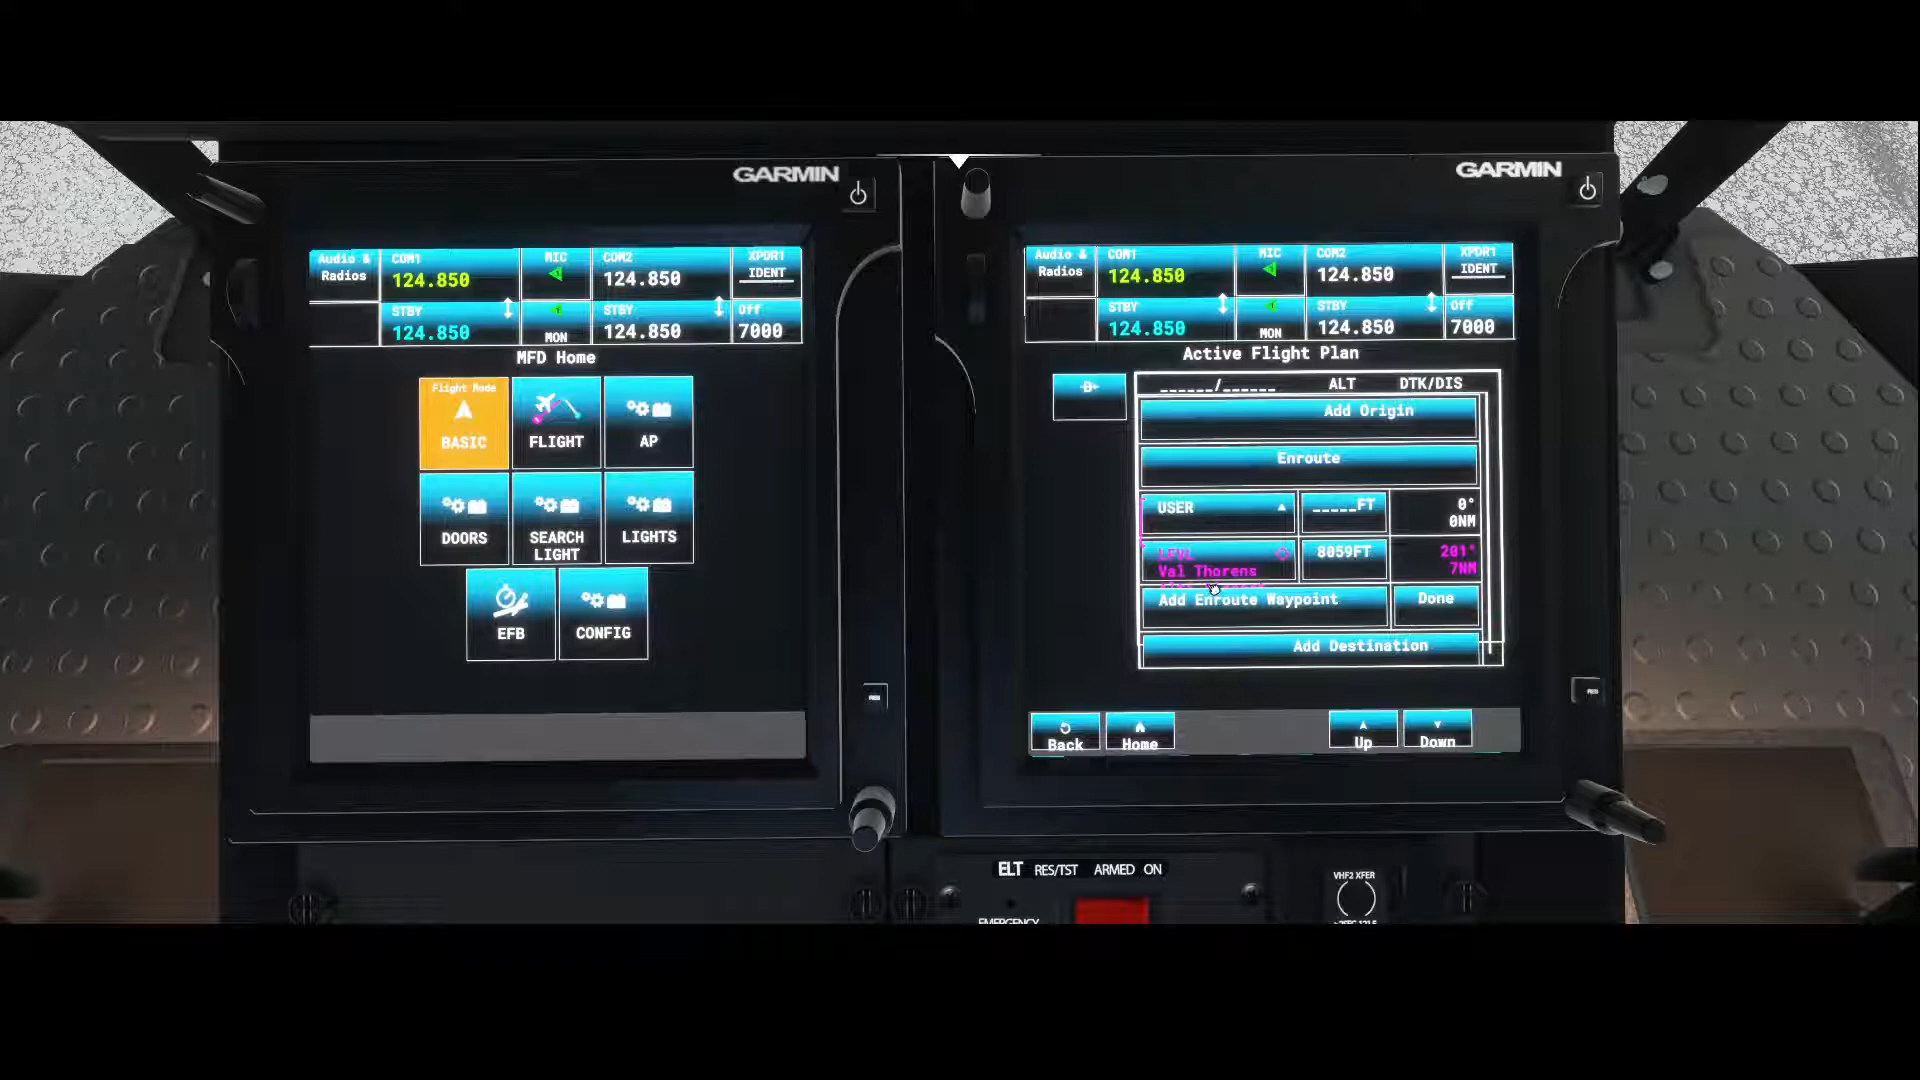 GARMIN
Audio & Radios
COM1
124.850
MIC
COM2
124.850
XPDR1
IDENT
STBY
124.850
MON
STBY
124.850
Off
7000
MFD Home
Flight Mode
BASIC
FLIGHT
AP
DOORS
SEARCH LIGHT
LIGHTS
EFB
CONFIG
GARMIN
Audio & Radios
COM1
124.850
MIC
COM2
124.850
XPDR1
IDENT
STBY
124.850
MON
STBY
124.850
Off
7000
Active Flight Plan
______/______ ALT DTK/DIS
Add Origin
Enroute
USER
_____FT
0°
0NM
Val Thorens
8059FT
201°
7NM
Add Enroute Waypoint
Done
Add Destination
Back
Home
Up
Down
ELT RES/TST ARMED ON
EMERGENCY
VHF2 XFER